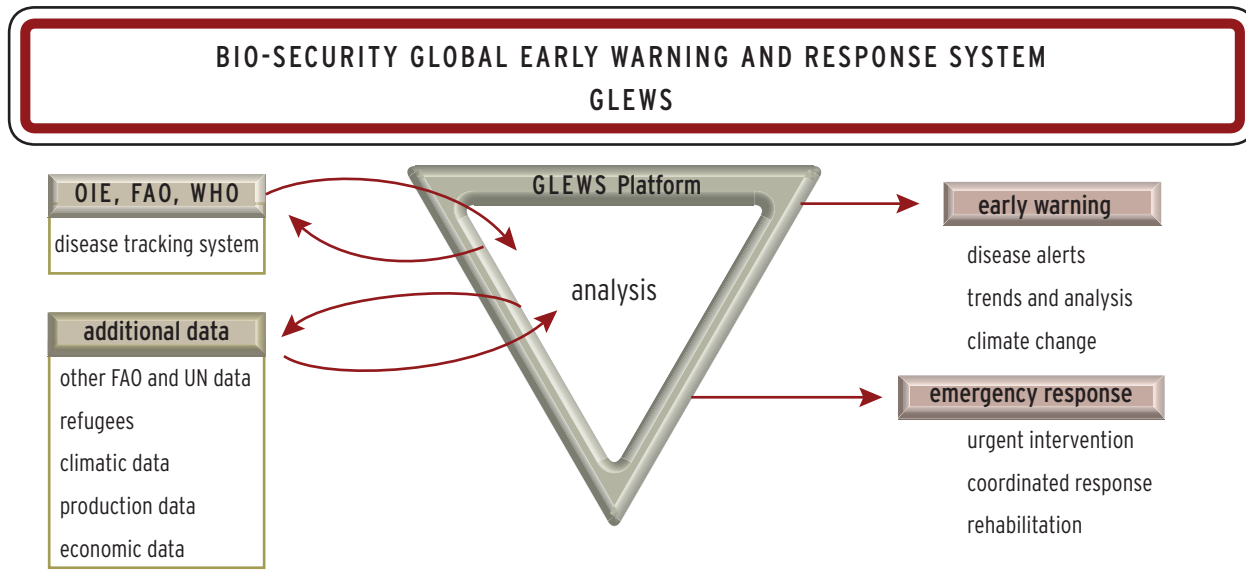 BIO-SECURITY GLOBAL EARLY WARNING AND RESPONSE SYSTEM
GLEWS
OIE, FAO, WHO
disease tracking system
additional data
other FAO and UN data
refugees
climatic data
production data
economic data
GLEWS Platform
analysis
early warning
disease alerts
trends and analysis
climate change
emergency response
urgent intervention
coordinated response
rehabilitation